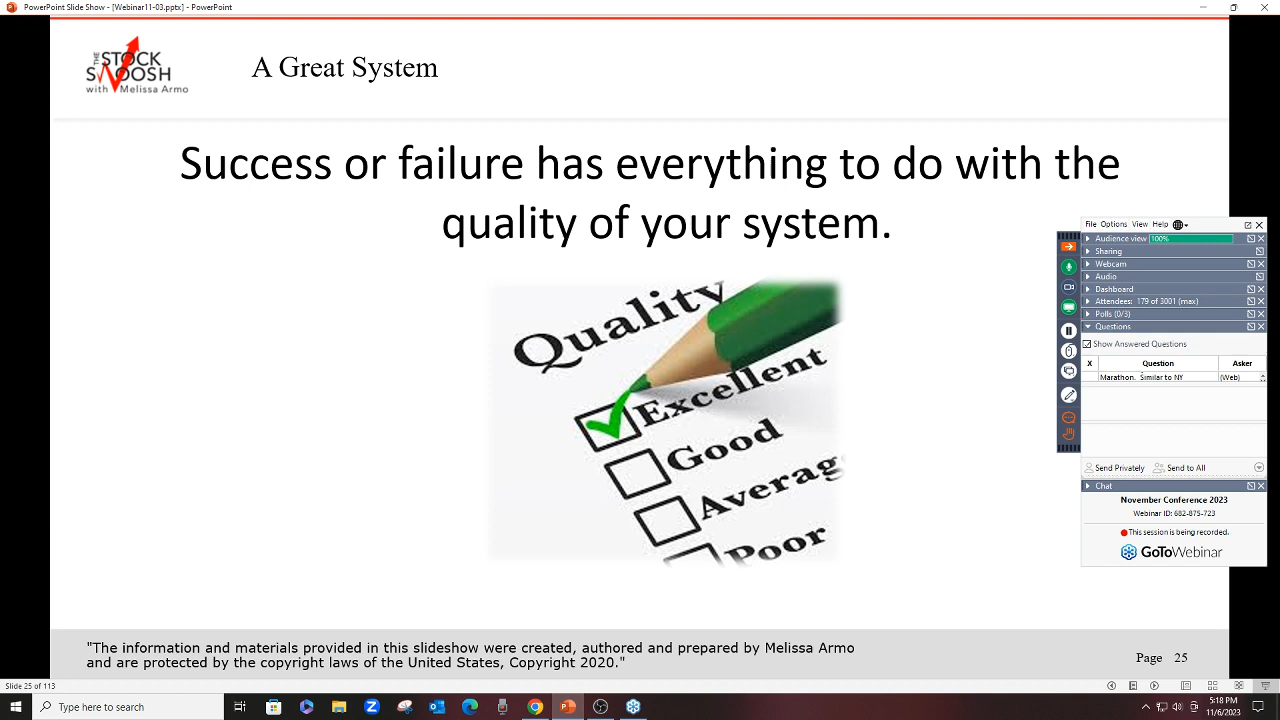 PowerPoint Slide Show - [Webinar11-03.pptx] - PowerPoint
THE
STOCK
SWOOSH
with Melissa Armo
A Great System
Success or failure has everything to do with the
quality of your system.
Quality
Excellent
Good
Averag
Poor
File Options View Help
Audience view 100%
Sharing
Webcam
Audio
Dashboard
Attendees: 179 of 3001 (max)
Polls (0/3)
Questions
Show Answered Questions
X Question Asker
Marathon. Similar to NY (Web)
Send Privately Send to All
Chat
November Conference 2023
Webinar ID: 682-875-723
This session is being recorded.
GoToWebinar
"The information and materials provided in this slideshow were created, authored and prepared by Melissa Armo
and are protected by the copyright laws of the United States, Copyright 2020."
Page 25
Slide 25 of 113
Type here to search
5:18 PM
11/6/2023